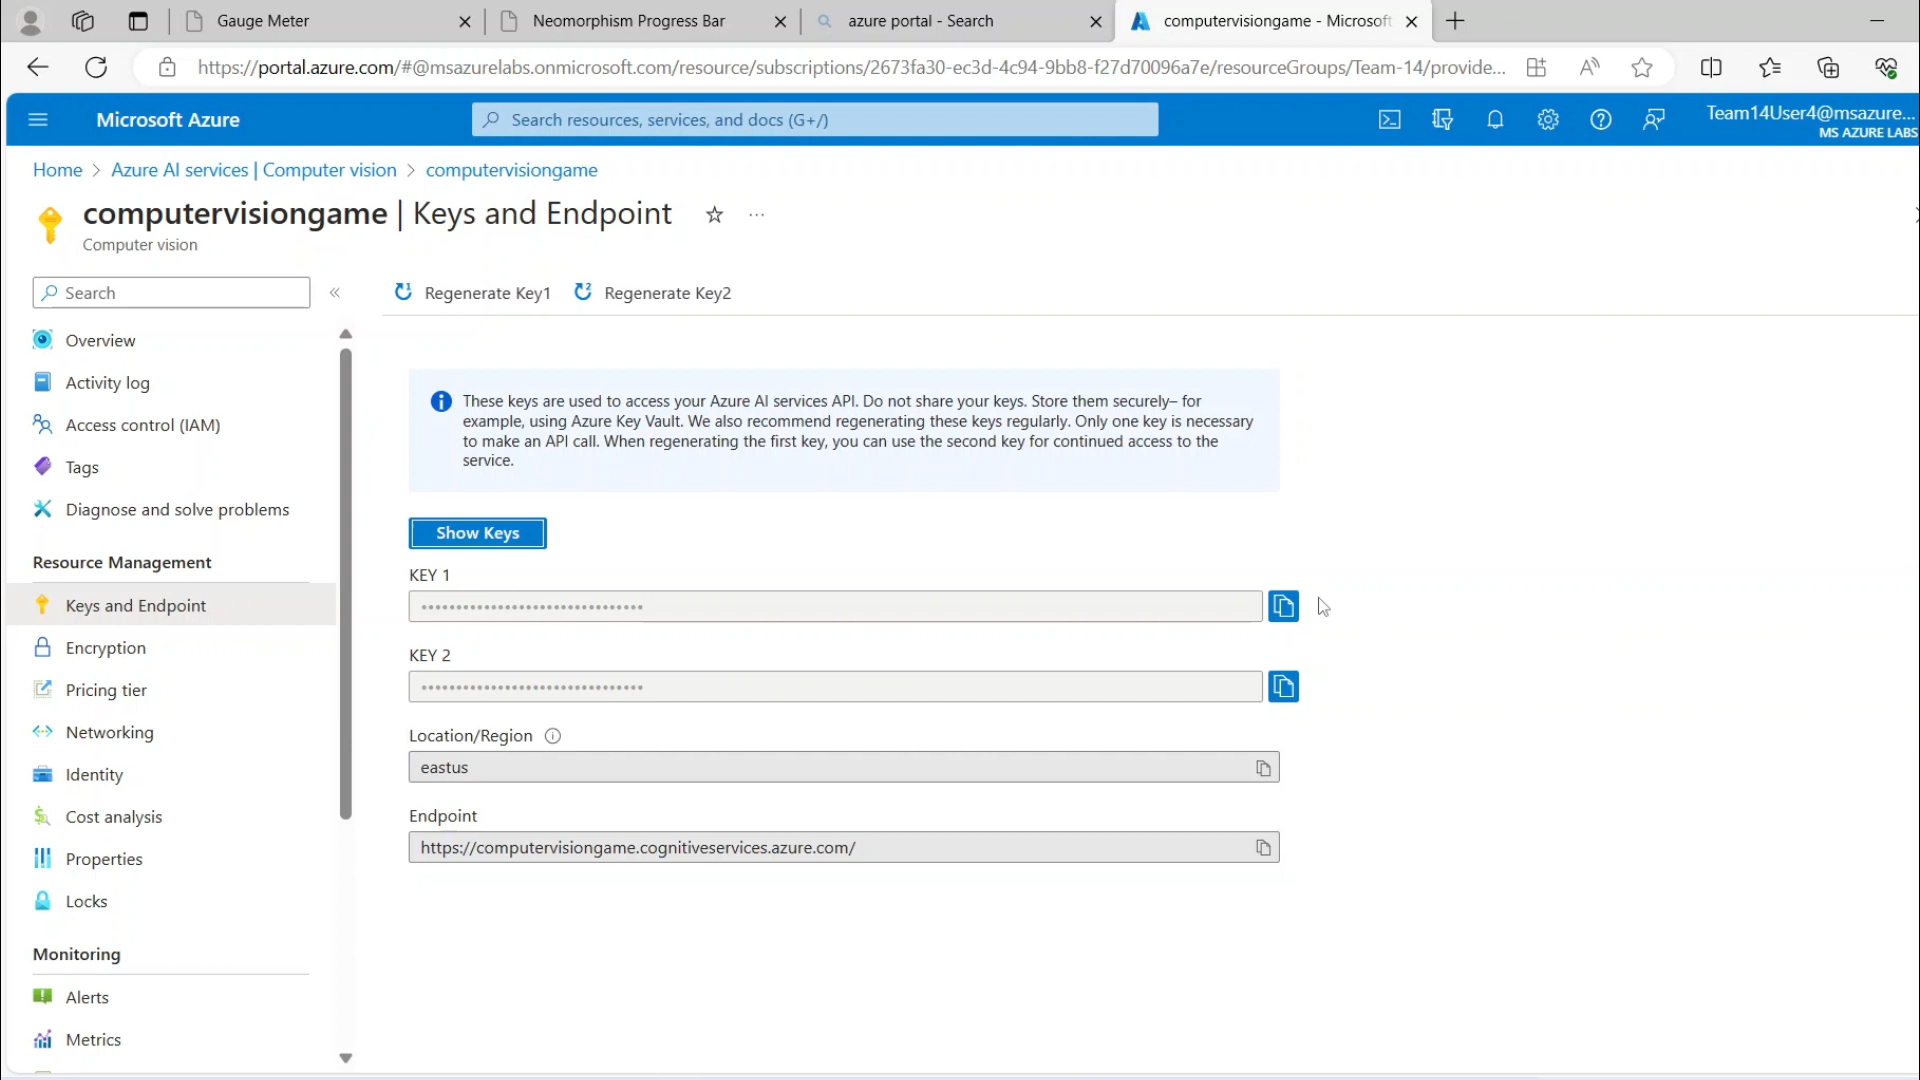 Gauge Meter
Neomorphism Progress Bar
azure portal - Search
computervisiongame - Microsoft
https://portal.azure.com/#@msazurelabs.onmicrosoft.com/resource/subscriptions/2673fa30-ec3d-4c94-9bb8-f27d70096a7e/resourceGroups/Team-14/provide...
Microsoft Azure
Search resources, services, and docs (G+/)
Team14User4@msazure...
MS AZURE LABS
Home > Azure AI services | Computer vision > computervisiongame
computervisiongame | Keys and Endpoint
...
Computer vision
Search
«
Regenerate Key1
Regenerate Key2
Overview
Activity log
Access control (IAM)
Tags
Diagnose and solve problems
Resource Management
Keys and Endpoint
Encryption
Pricing tier
Networking
Identity
Cost analysis
Properties
Locks
Monitoring
Alerts
Metrics
These keys are used to access your Azure AI services API. Do not share your keys. Store them securely– for
example, using Azure Key Vault. We also recommend regenerating these keys regularly. Only one key is necessary
to make an API call. When regenerating the first key, you can use the second key for continued access to the
service.
Show Keys
KEY 1
••••••••••••••••••••••••••••••••
KEY 2
••••••••••••••••••••••••••••••••
Location/Region
eastus
Endpoint
https://computervisiongame.cognitiveservices.azure.com/